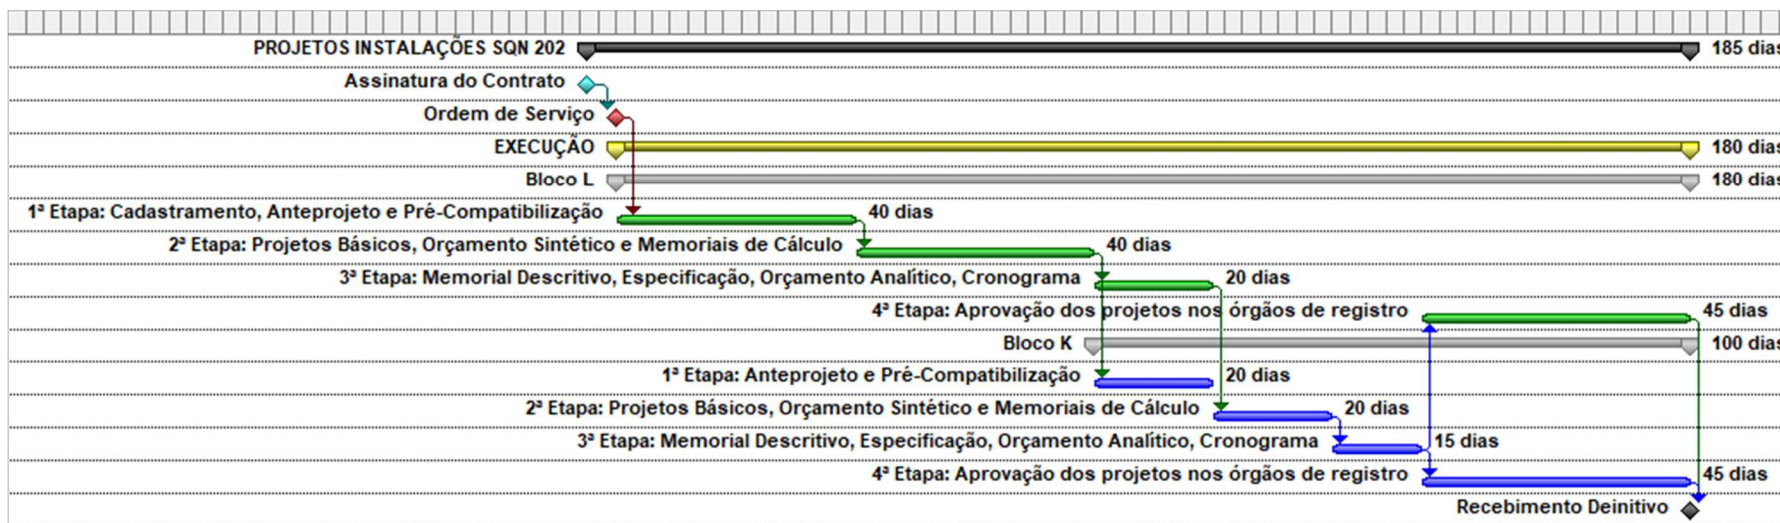 PROJETOS INSTALAÇÕES SQN 202 185 dias
Assinatura do Contrato
Ordem de Serviço
EXECUÇÃO 180 dias
Bloco L 180 dias
1ª Etapa: Cadastramento, Anteprojeto e Pré-Compatibilização 40 dias
2ª Etapa: Projetos Básicos, Orçamento Sintético e Memoriais de Cálculo 40 dias
3ª Etapa: Memorial Descritivo, Especificação, Orçamento Analítico, Cronograma 20 dias
4ª Etapa: Aprovação dos projetos nos órgãos de registro 45 dias
Bloco K 100 dias
1ª Etapa: Anteprojeto e Pré-Compatibilização 20 dias
2ª Etapa: Projetos Básicos, Orçamento Sintético e Memoriais de Cálculo 20 dias
3ª Etapa: Memorial Descritivo, Especificação, Orçamento Analítico, Cronograma 15 dias
4ª Etapa: Aprovação dos projetos nos órgãos de registro 45 dias
Recebimento Deinitivo